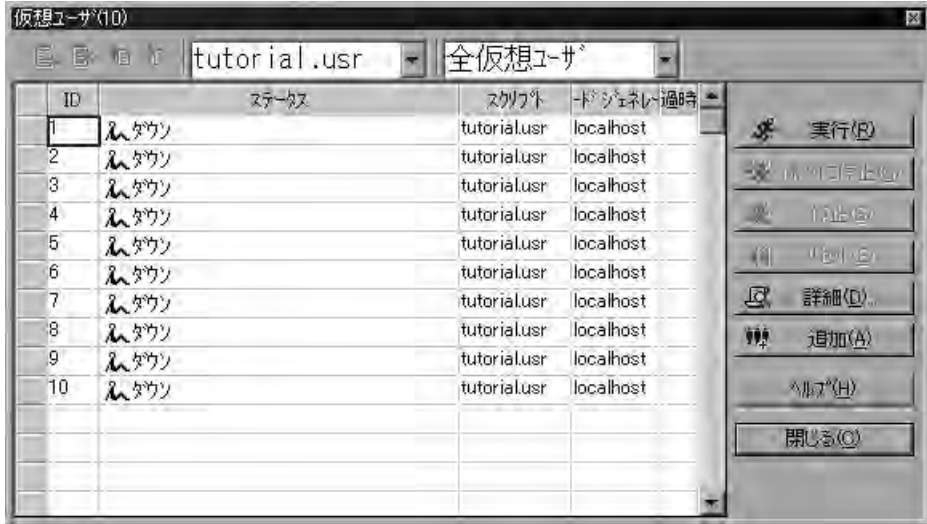 仮想ﾕｰｻﾞ(10)
tutorial.usr 全仮想ﾕｰｻﾞ
ID ｽﾃｰﾀｽ ｽｸﾘﾌﾟﾄ ｰﾄﾞ ｼﾞｪﾈﾚｰ 過時
1 ﾀﾞｳﾝ tutorial.usr localhost
2 ﾀﾞｳﾝ tutorial.usr localhost
3 ﾀﾞｳﾝ tutorial.usr localhost
4 ﾀﾞｳﾝ tutorial.usr localhost
5 ﾀﾞｳﾝ tutorial.usr localhost
6 ﾀﾞｳﾝ tutorial.usr localhost
7 ﾀﾞｳﾝ tutorial.usr localhost
8 ﾀﾞｳﾝ tutorial.usr localhost
9 ﾀﾞｳﾝ tutorial.usr localhost
10 ﾀﾞｳﾝ tutorial.usr localhost
実行(R)
詳細(D)...
追加(A)
ﾍﾙﾌﾟ(H)
閉じる(O)